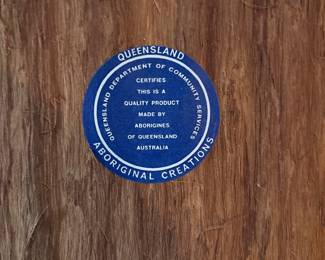 QUEENSLAND
QUEENSLAND DEPARTMENT OF COMMUNITY SERVICES
CERTIFIES
THIS IS A
QUALITY PRODUCT
MADE BY
ABORIGINES
OF QUEENSLAND
AUSTRALIA
ABORIGINAL CREATIONS